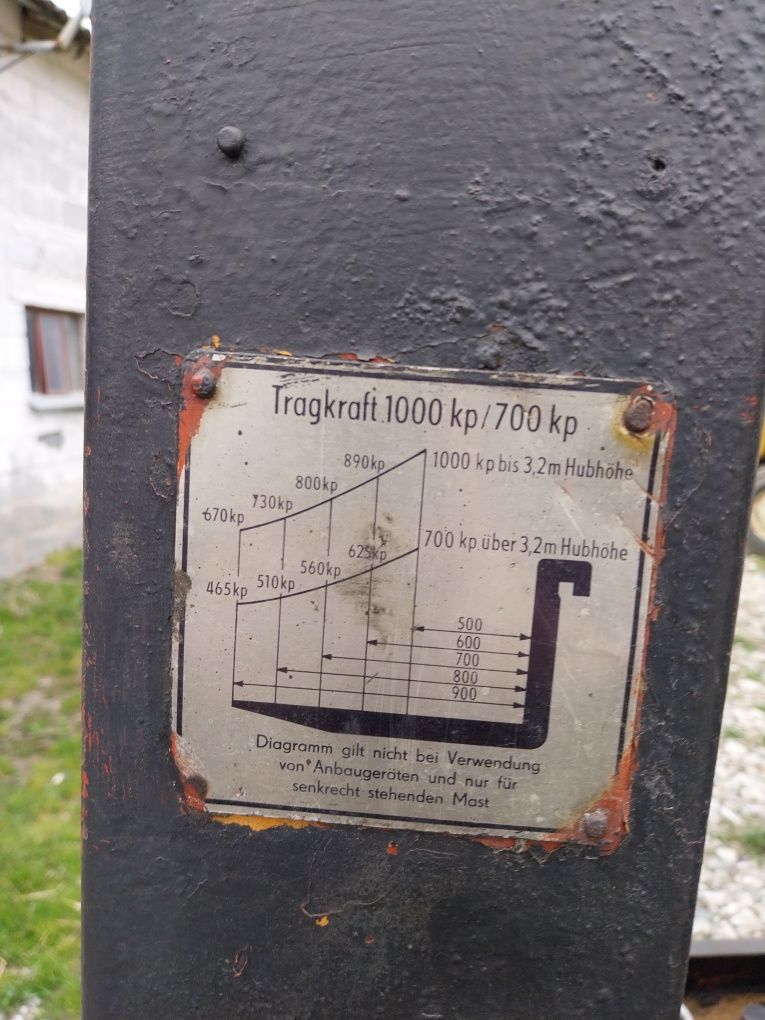 Tragkraft 1000 kp/700 kp
890kp
1000 kp bis 3,2m Hubhöhe
800kp
730kp
670kp
700 kp über 3,2m Hubhöhe
625kp
560kp
510kp
465kp
500
600
700
800
900
Diagramm gilt nicht bei Verwendung
von Anbaugeräten und nur für
senkrecht stehenden Mast